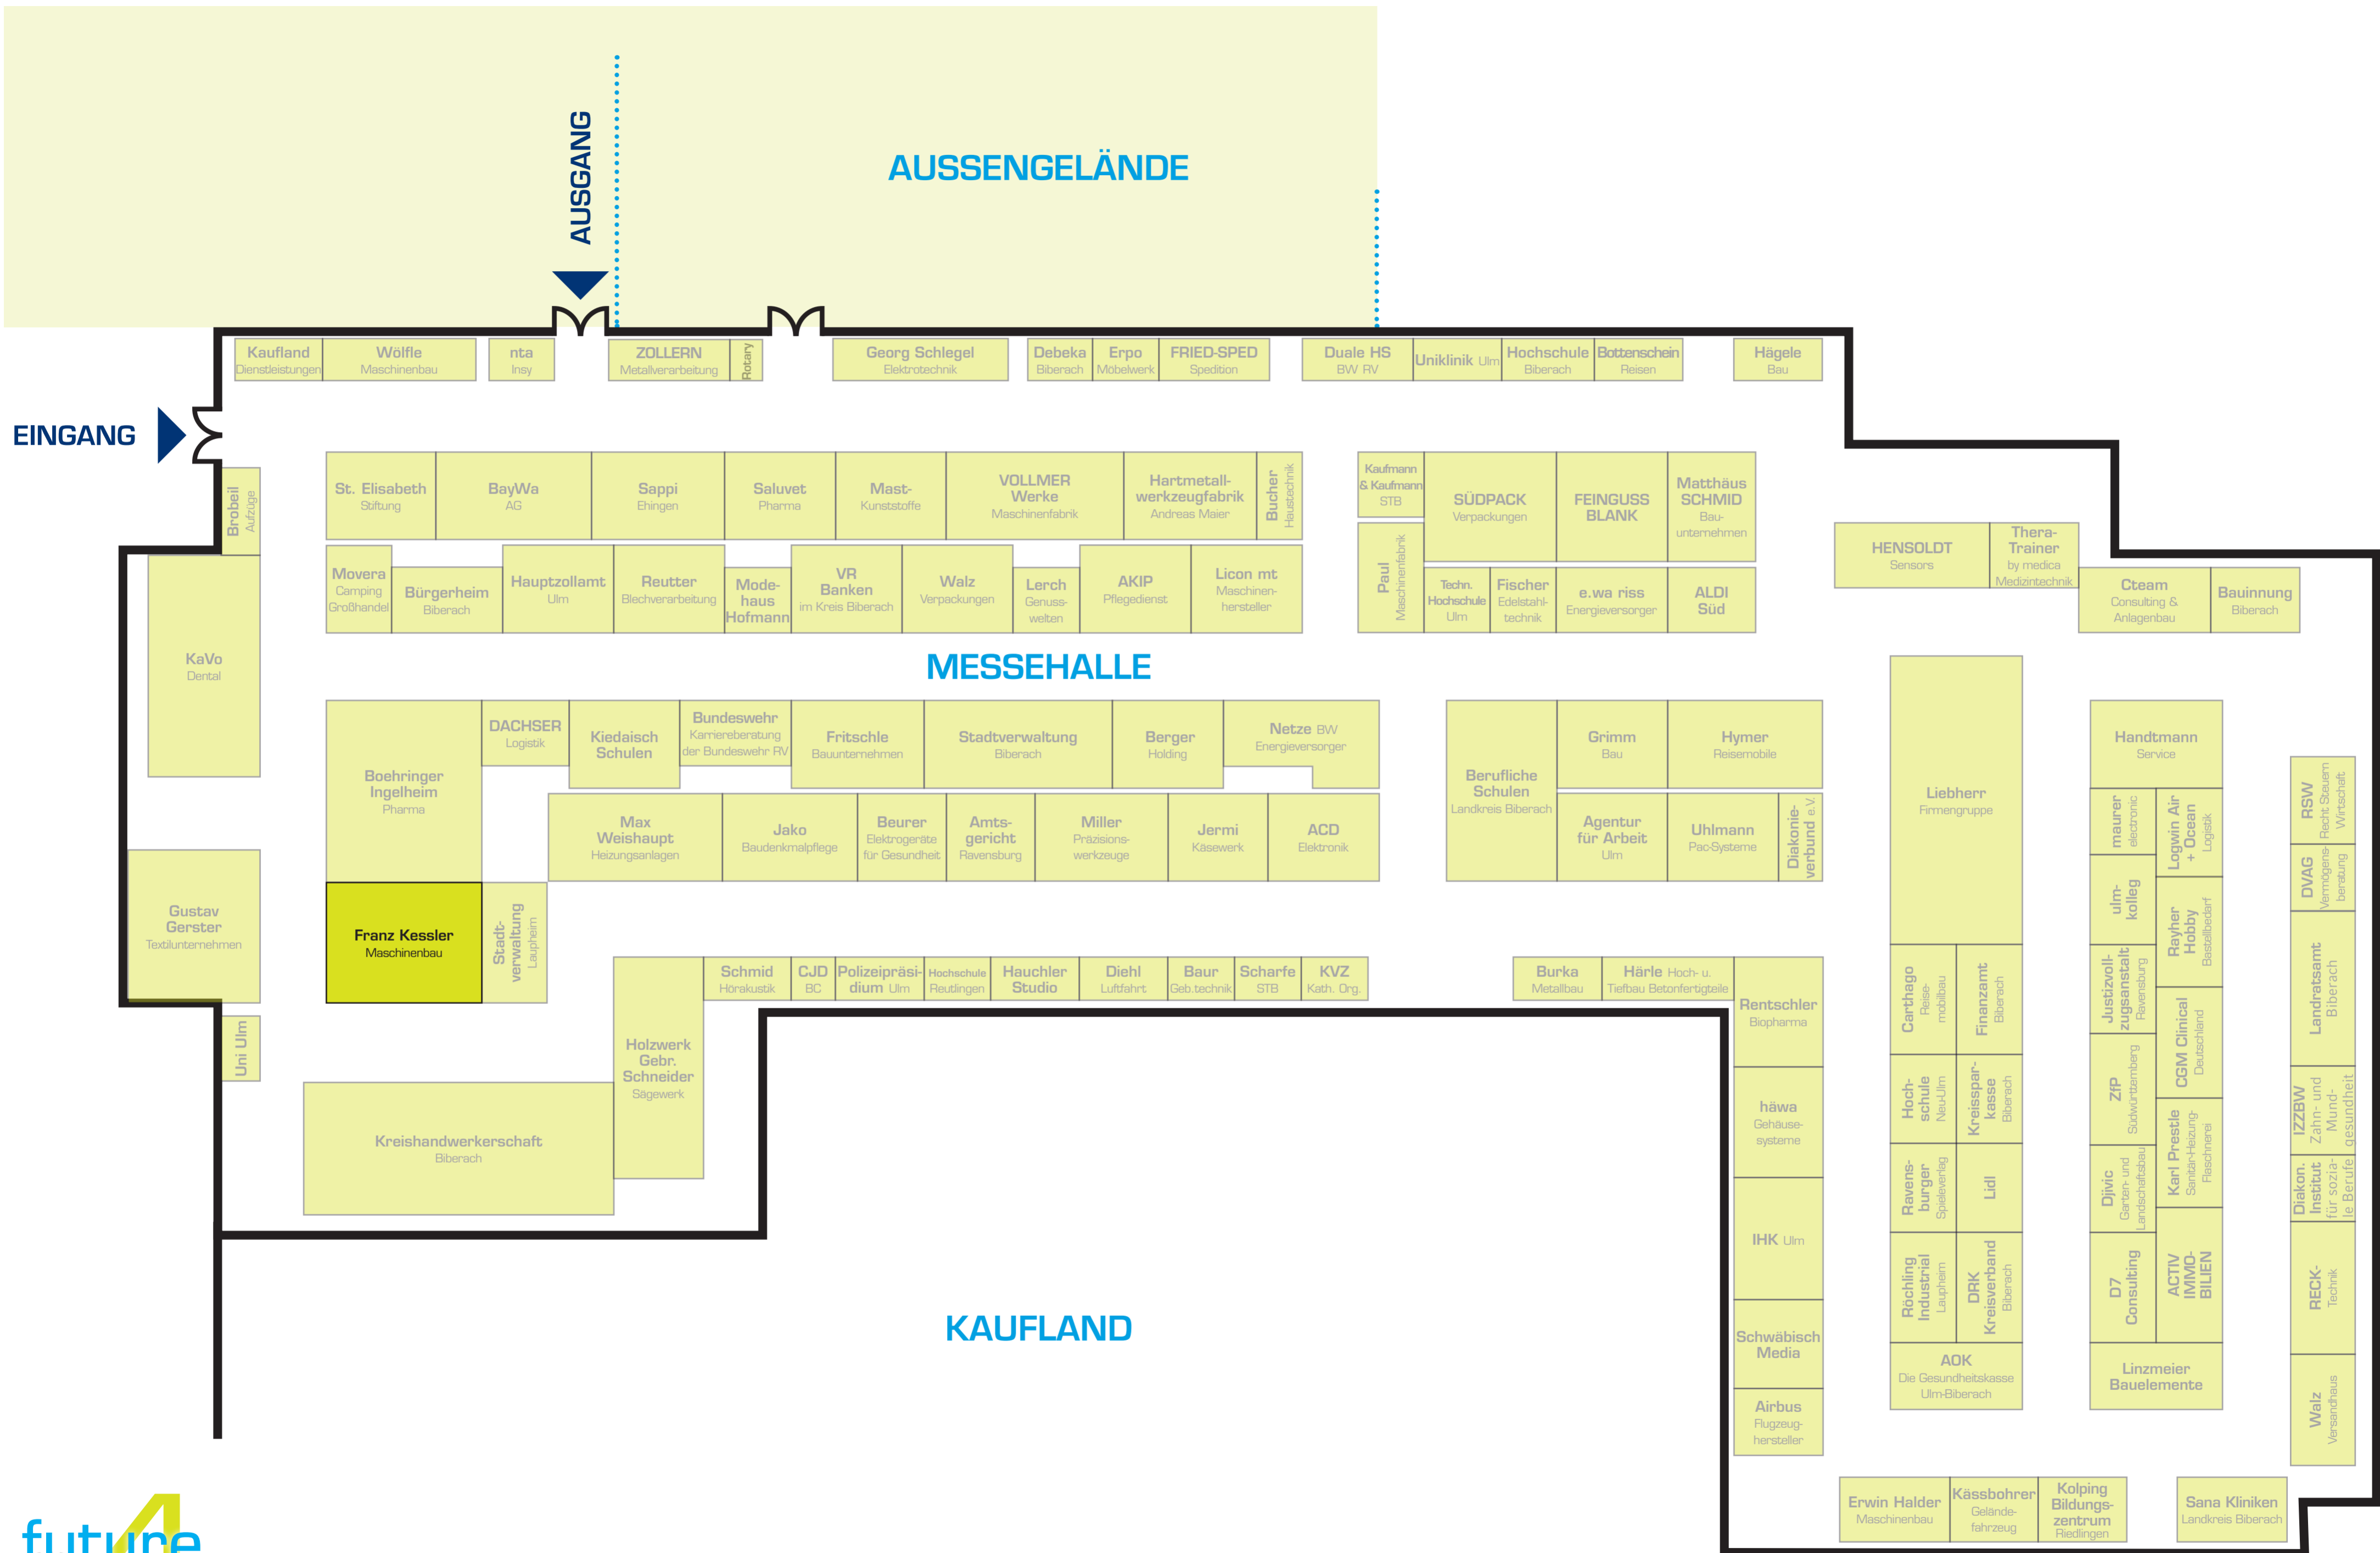 AUSGANG
AUSSENGELÄNDE
Kaufland
Dienstleistungen
Wölfle
Maschinenbau
nta
Insy
ZOLLERN
Metallverarbeitung
Rotary
Georg Schlegel
Elektrotechnik
Debeka
Biberach
Erpo
Möbelwerk
FRIED-SPED
Spedition
Duale HS
BW RV
Uniklinik Ulm
Hochschule
Biberach
Bottenschein
Reisen
Hägele
Bau
EINGANG
Brobeil
Aufzüge
St. Elisabeth
Stiftung
BayWa
AG
Sappi
Ehingen
Saluvet
Pharma
Mast-
Kunststoffe
VOLLMER
Werke
Maschinenfabrik
Hartmetall-
werkzeugfabrik
Andreas Maier
Bucher
Haustechnik
Kaufmann
& Kaufmann
STB
SÜDPACK
Verpackungen
FEINGUSS
BLANK
Matthäus
SCHMID
Bau-
unternehmen
Movera
Camping
Großhandel
Bürgerheim
Biberach
Hauptzollamt
Ulm
Reutter
Blechverarbeitung
Mode-
haus
Hofmann
VR
Banken
im Kreis Biberach
Walz
Verpackungen
Lerch
Genuss-
welten
AKIP
Pflegedienst
Licon mt
Maschinen-
hersteller
Paul
Maschinenfabrik
Techn.
Hochschule
Ulm
Fischer
Edelstahl-
technik
e.wa riss
Energieversorger
ALDI
Süd
HENSOLDT
Sensors
Thera-
Trainer
by medica
Medizintechnik
Cteam
Consulting &
Anlagenbau
Bauinnung
Biberach
KaVo
Dental
MESSEHALLE
Boehringer
Ingelheim
Pharma
DACHSER
Logistik
Kiedaisch
Schulen
Bundeswehr
Karriereberatung
der Bundeswehr RV
Fritschle
Bauunternehmen
Stadtverwaltung
Biberach
Berger
Holding
Netze BW
Energieversorger
Berufliche
Schulen
Landkreis Biberach
Grimm
Bau
Hymer
Reisemobile
Max
Weishaupt
Heizungsanlagen
Jako
Baudenkmalpflege
Beurer
Elektrogeräte
für Gesundheit
Amts-
gericht
Ravensburg
Miller
Präzisions-
werkzeuge
Jermi
Käsewerk
ACD
Elektronik
Agentur
für Arbeit
Ulm
Uhlmann
Pac-Systeme
Diakonie-
verbund e.V.
Liebherr
Firmengruppe
Handtmann
Service
maurer
electronic
Logwin Air
+ Ocean
Logistik
RSW
Recht Steuern
Wirtschaft
DVAG
Vermögens-
beratung
ulm-
kolleg
Rayher
Hobby
Bastelbedarf
Landratsamt
Biberach
Gustav
Gerster
Textilunternehmen
Franz Kessler
Maschinenbau
Stadt-
verwaltung
Laupheim
Schmid
Hörakustik
CJD
BC
Polizeipräsi-
dium Ulm
Hochschule
Reutlingen
Hauchler
Studio
Diehl
Luftfahrt
Baur
Geb.technik
Scharfe
STB
KVZ
Kath. Org.
Burka
Metallbau
Härle Hoch- u.
Tiefbau Betonfertigteile
Rentschler
Biopharma
Carthago
Reise-
mobilbau
Finanzamt
Biberach
Justizvoll-
zugsanstalt
Ravensburg
CGM Clinical
Deutschland
Uni Ulm
Holzwerk
Gebr.
Schneider
Sägewerk
Kreishandwerkerschaft
Biberach
häwa
Gehäuse-
systeme
Hoch-
schule
Neu-Ulm
Kreisspar-
kasse
Biberach
ZfP
Südwürttemberg
Karl Prestle
Sanitär-Heizung-
Flaschnerei
IZZBW
Zahn- und
Mund-
gesundheit
Diakon.
Institut
für sozia-
le Berufe
Ravens-
burger
Spieleverlag
Lidl
Djivic
Garten- und
Landschaftsbau
IHK Ulm
Röchling
Industrial
Laupheim
DRK
Kreisverband
Biberach
D7
Consulting
ACTIV
IMMO-
BILIEN
RECK-
Technik
KAUFLAND
Schwäbisch
Media
AOK
Die Gesundheitskasse
Ulm-Biberach
Linzmeier
Bauelemente
Walz
Versandhaus
Airbus
Flugzeug-
hersteller
Erwin Halder
Maschinenbau
Kässbohrer
Gelände-
fahrzeug
Kolping
Bildungs-
zentrum
Riedlingen
Sana Kliniken
Landkreis Biberach
future
4